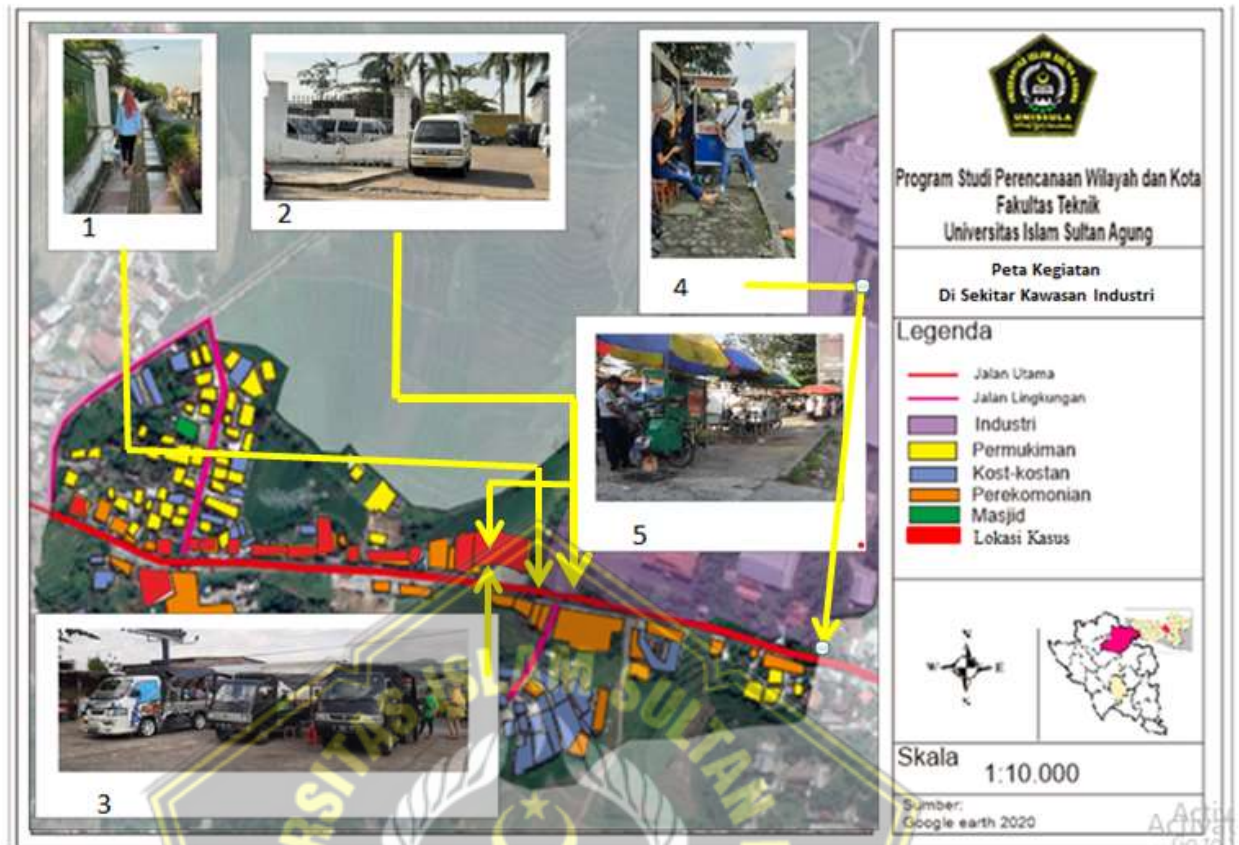 1
2
4
5
3
UNISSULA
Program Studi Perencanaan Wilayah dan Kota
Fakultas Teknik
Universitas Islam Sultan Agung
Peta Kegiatan
Di Sekitar Kawasan Industri
Legenda
Jalan Utama
Jalan Lingkungan
Industri
Permukiman
Kost-kostan
Perekomonian
Masjid
Lokasi Kasus
N
W E
S
Skala
1:10.000
Sumber:
Google earth 2020
ISLAM SULTAN